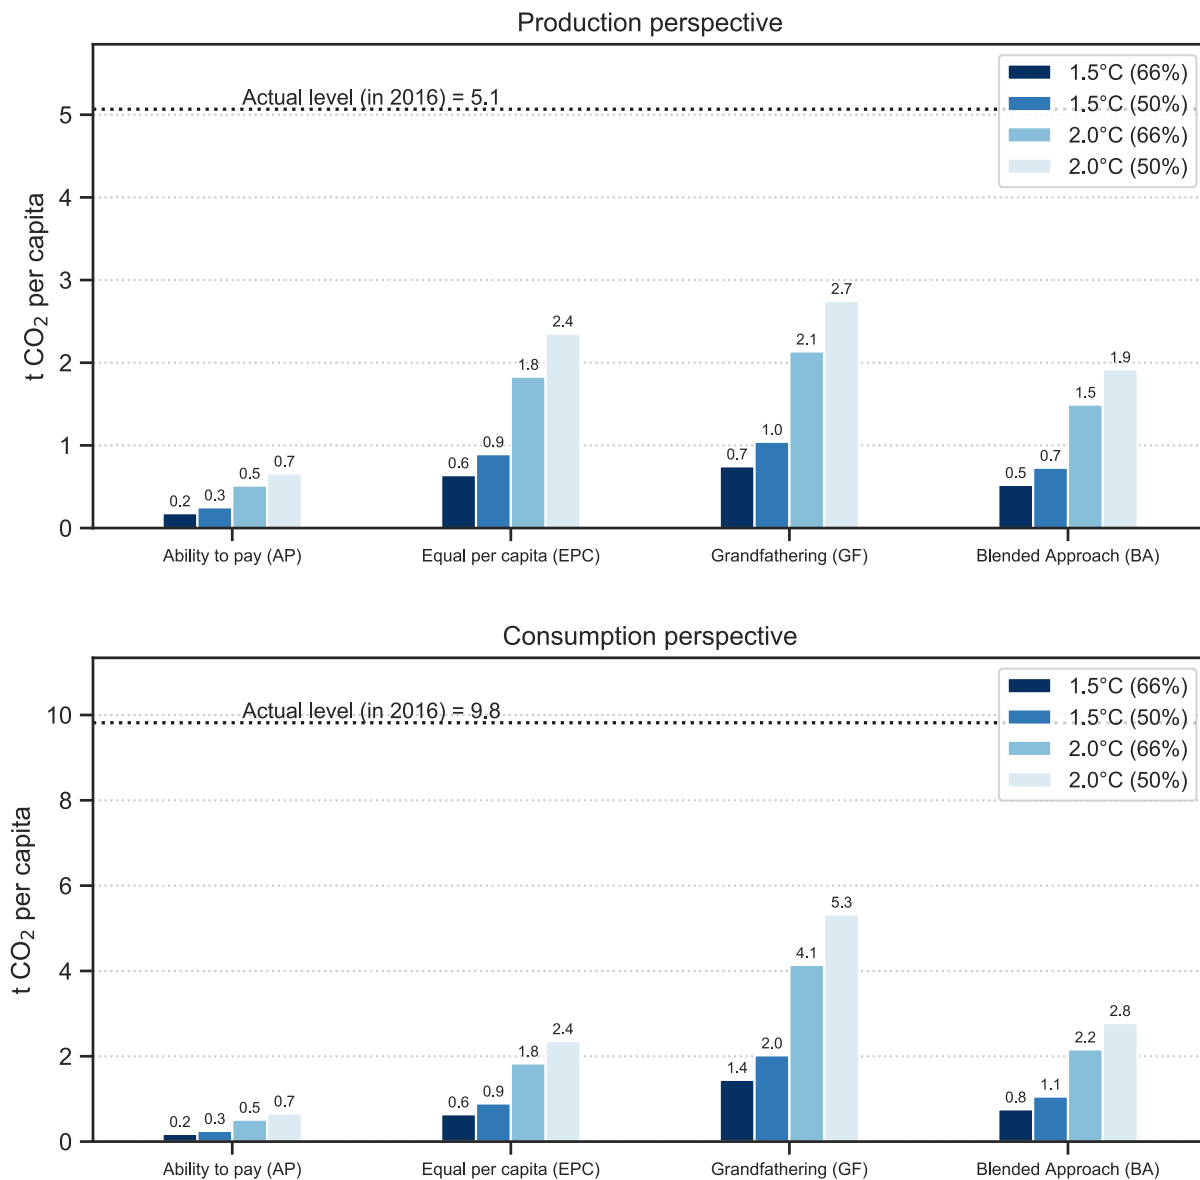 Production perspective
Actual level (in 2016) = 5.1
1.5°C (66%)
1.5°C (50%)
2.0°C (66%)
2.0°C (50%)
t CO₂ per capita
5
4
3
2
1
0
0.2 0.3 0.5 0.7
0.6 0.9 1.8 2.4
0.7 1.0 2.1 2.7
0.5 0.7 1.5 1.9
Ability to pay (AP) Equal per capita (EPC) Grandfathering (GF) Blended Approach (BA)
Consumption perspective
Actual level (in 2016) = 9.8
1.5°C (66%)
1.5°C (50%)
2.0°C (66%)
2.0°C (50%)
t CO₂ per capita
10
8
6
4
2
0
0.2 0.3 0.5 0.7
0.6 0.9 1.8 2.4
1.4 2.0 4.1 5.3
0.8 1.1 2.2 2.8
Ability to pay (AP) Equal per capita (EPC) Grandfathering (GF) Blended Approach (BA)